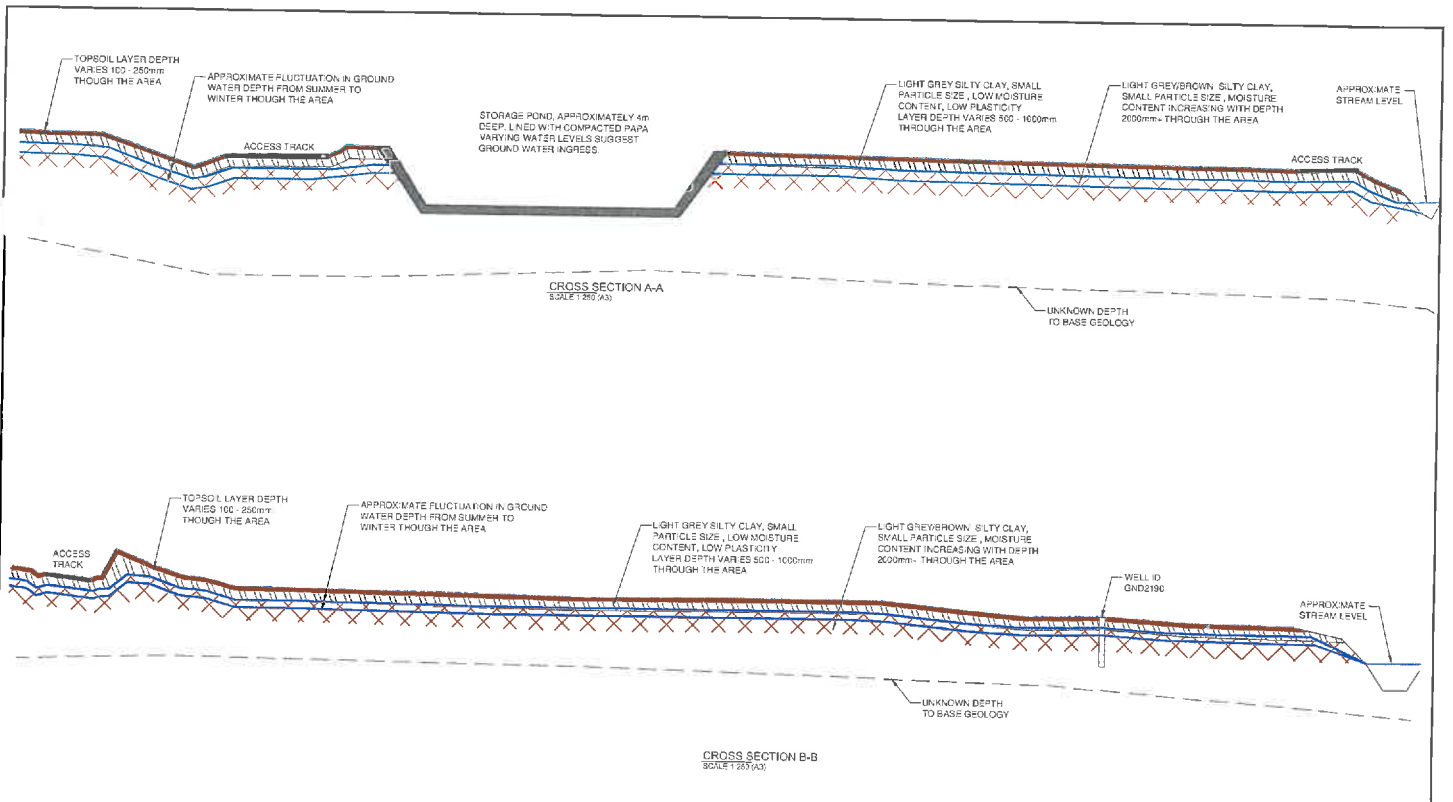 TOPSOIL LAYER DEPTH
VARIES 100 - 250mm
THOUGH THE AREA
APPROXIMATE FLUCTUATION IN GROUND
WATER DEPTH FROM SUMMER TO
WINTER THOUGH THE AREA
ACCESS TRACK
STORAGE POND, APPROXIMATELY 4m
DEEP, LINED WITH COMPACTED PAPA
VARYING WATER LEVELS SUGGEST
GROUND WATER INGRESS.
LIGHT GREY SILTY CLAY, SMALL
PARTICLE SIZE , LOW MOISTURE
CONTENT, LOW PLASTICITY
LAYER DEPTH VARIES 500 - 1000mm
THROUGH THE AREA
LIGHT GREY/BROWN SILTY CLAY,
SMALL PARTICLE SIZE , MOISTURE
CONTENT INCREASING WITH DEPTH
2000mm+ THROUGH THE AREA
APPROXIMATE
STREAM LEVEL
ACCESS TRACK
CROSS SECTION A-A
SCALE 1:250 (A3)
UNKNOWN DEPTH
TO BASE GEOLOGY
TOPSOIL LAYER DEPTH
VARIES 100 - 250mm
THOUGH THE AREA
APPROXIMATE FLUCTUATION IN GROUND
WATER DEPTH FROM SUMMER TO
WINTER THOUGH THE AREA
ACCESS
TRACK
LIGHT GREY SILTY CLAY, SMALL
PARTICLE SIZE , LOW MOISTURE
CONTENT, LOW PLASTICITY
LAYER DEPTH VARIES 500 - 1000mm
THROUGH THE AREA
LIGHT GREY/BROWN SILTY CLAY,
SMALL PARTICLE SIZE , MOISTURE
CONTENT INCREASING WITH DEPTH
2000mm+ THROUGH THE AREA
WELL ID
GND2190
APPROXIMATE
STREAM LEVEL
UNKNOWN DEPTH
TO BASE GEOLOGY
CROSS SECTION B-B
SCALE 1:250 (A3)